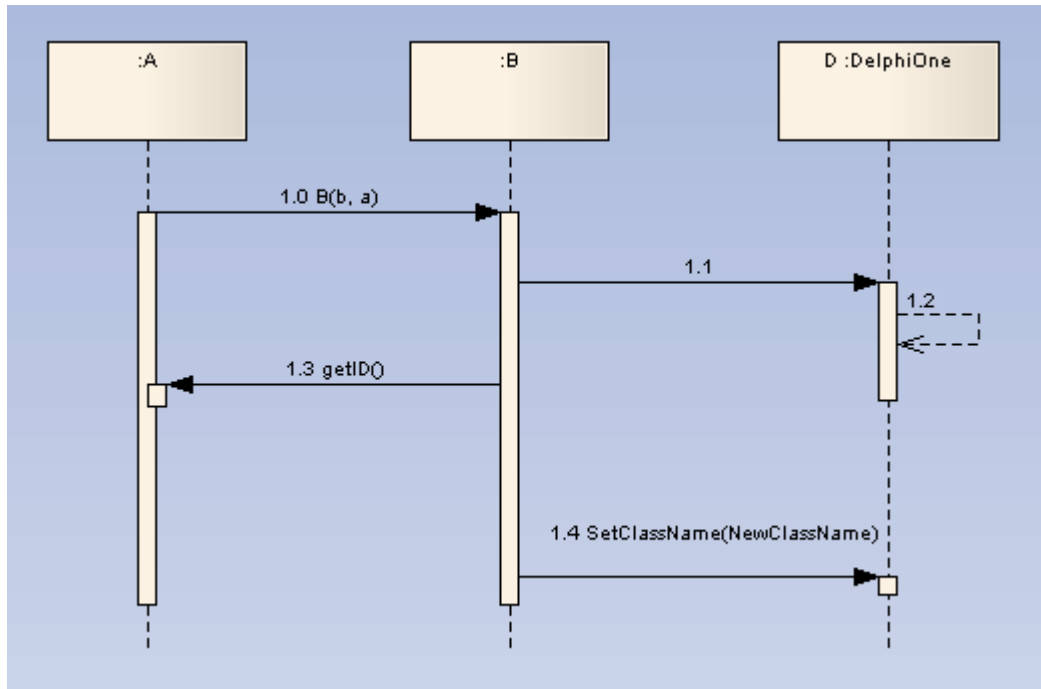 :A
:B
D :DelphiOne
1.0 B(b, a)
1.1
1.2
1.3 getID()
1.4 SetClassName(NewClassName)